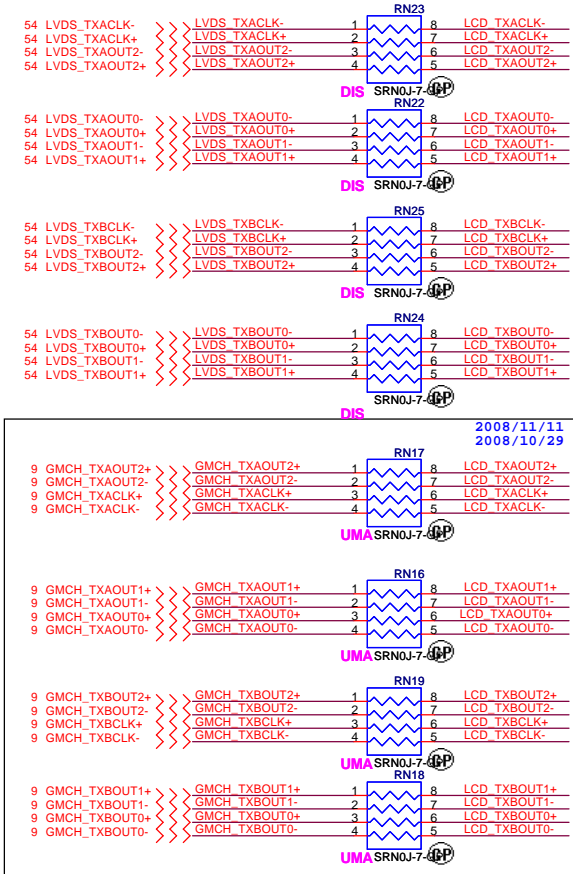 RN23
54 LVDS_TXACLK- LVDS_TXACLK- 1 8 LCD_TXACLK-
54 LVDS_TXACLK+ LVDS_TXACLK+ 2 7 LCD_TXACLK+
54 LVDS_TXAOUT2- LVDS_TXAOUT2- 3 6 LCD_TXAOUT2-
54 LVDS_TXAOUT2+ LVDS_TXAOUT2+ 4 5 LCD_TXAOUT2+
DIS SRN0J-7-GP
RN22
54 LVDS_TXAOUT0- LVDS_TXAOUT0- 1 8 LCD_TXAOUT0-
54 LVDS_TXAOUT0+ LVDS_TXAOUT0+ 2 7 LCD_TXAOUT0+
54 LVDS_TXAOUT1- LVDS_TXAOUT1- 3 6 LCD_TXAOUT1-
54 LVDS_TXAOUT1+ LVDS_TXAOUT1+ 4 5 LCD_TXAOUT1+
DIS SRN0J-7-GP
RN25
54 LVDS_TXBCLK- LVDS_TXBCLK- 1 8 LCD_TXBCLK-
54 LVDS_TXBCLK+ LVDS_TXBCLK+ 2 7 LCD_TXBCLK+
54 LVDS_TXBOUT2- LVDS_TXBOUT2- 3 6 LCD_TXBOUT2-
54 LVDS_TXBOUT2+ LVDS_TXBOUT2+ 4 5 LCD_TXBOUT2+
DIS SRN0J-7-GP
RN24
54 LVDS_TXBOUT0- LVDS_TXBOUT0- 1 8 LCD_TXBOUT0-
54 LVDS_TXBOUT0+ LVDS_TXBOUT0+ 2 7 LCD_TXBOUT0+
54 LVDS_TXBOUT1- LVDS_TXBOUT1- 3 6 LCD_TXBOUT1-
54 LVDS_TXBOUT1+ LVDS_TXBOUT1+ 4 5 LCD_TXBOUT1+
SRN0J-7-GP
DIS
2008/11/11
2008/10/29
RN17
9 GMCH_TXAOUT2+ GMCH_TXAOUT2+ 1 8 LCD_TXAOUT2+
9 GMCH_TXAOUT2- GMCH_TXAOUT2- 2 7 LCD_TXAOUT2-
9 GMCH_TXACLK+ GMCH_TXACLK+ 3 6 LCD_TXACLK+
9 GMCH_TXACLK- GMCH_TXACLK- 4 5 LCD_TXACLK-
UMA SRN0J-7-GP
RN16
9 GMCH_TXAOUT1+ GMCH_TXAOUT1+ 1 8 LCD_TXAOUT1+
9 GMCH_TXAOUT1- GMCH_TXAOUT1- 2 7 LCD_TXAOUT1-
9 GMCH_TXAOUT0+ GMCH_TXAOUT0+ 3 6 LCD_TXAOUT0+
9 GMCH_TXAOUT0- GMCH_TXAOUT0- 4 5 LCD_TXAOUT0-
UMA SRN0J-7-GP
RN19
9 GMCH_TXBOUT2+ GMCH_TXBOUT2+ 1 8 LCD_TXBOUT2+
9 GMCH_TXBOUT2- GMCH_TXBOUT2- 2 7 LCD_TXBOUT2-
9 GMCH_TXBCLK+ GMCH_TXBCLK+ 3 6 LCD_TXBCLK+
9 GMCH_TXBCLK- GMCH_TXBCLK- 4 5 LCD_TXBCLK-
UMA SRN0J-7-GP
RN18
9 GMCH_TXBOUT1+ GMCH_TXBOUT1+ 1 8 LCD_TXBOUT1+
9 GMCH_TXBOUT1- GMCH_TXBOUT1- 2 7 LCD_TXBOUT1-
9 GMCH_TXBOUT0+ GMCH_TXBOUT0+ 3 6 LCD_TXBOUT0+
9 GMCH_TXBOUT0- GMCH_TXBOUT0- 4 5 LCD_TXBOUT0-
UMA SRN0J-7-GP